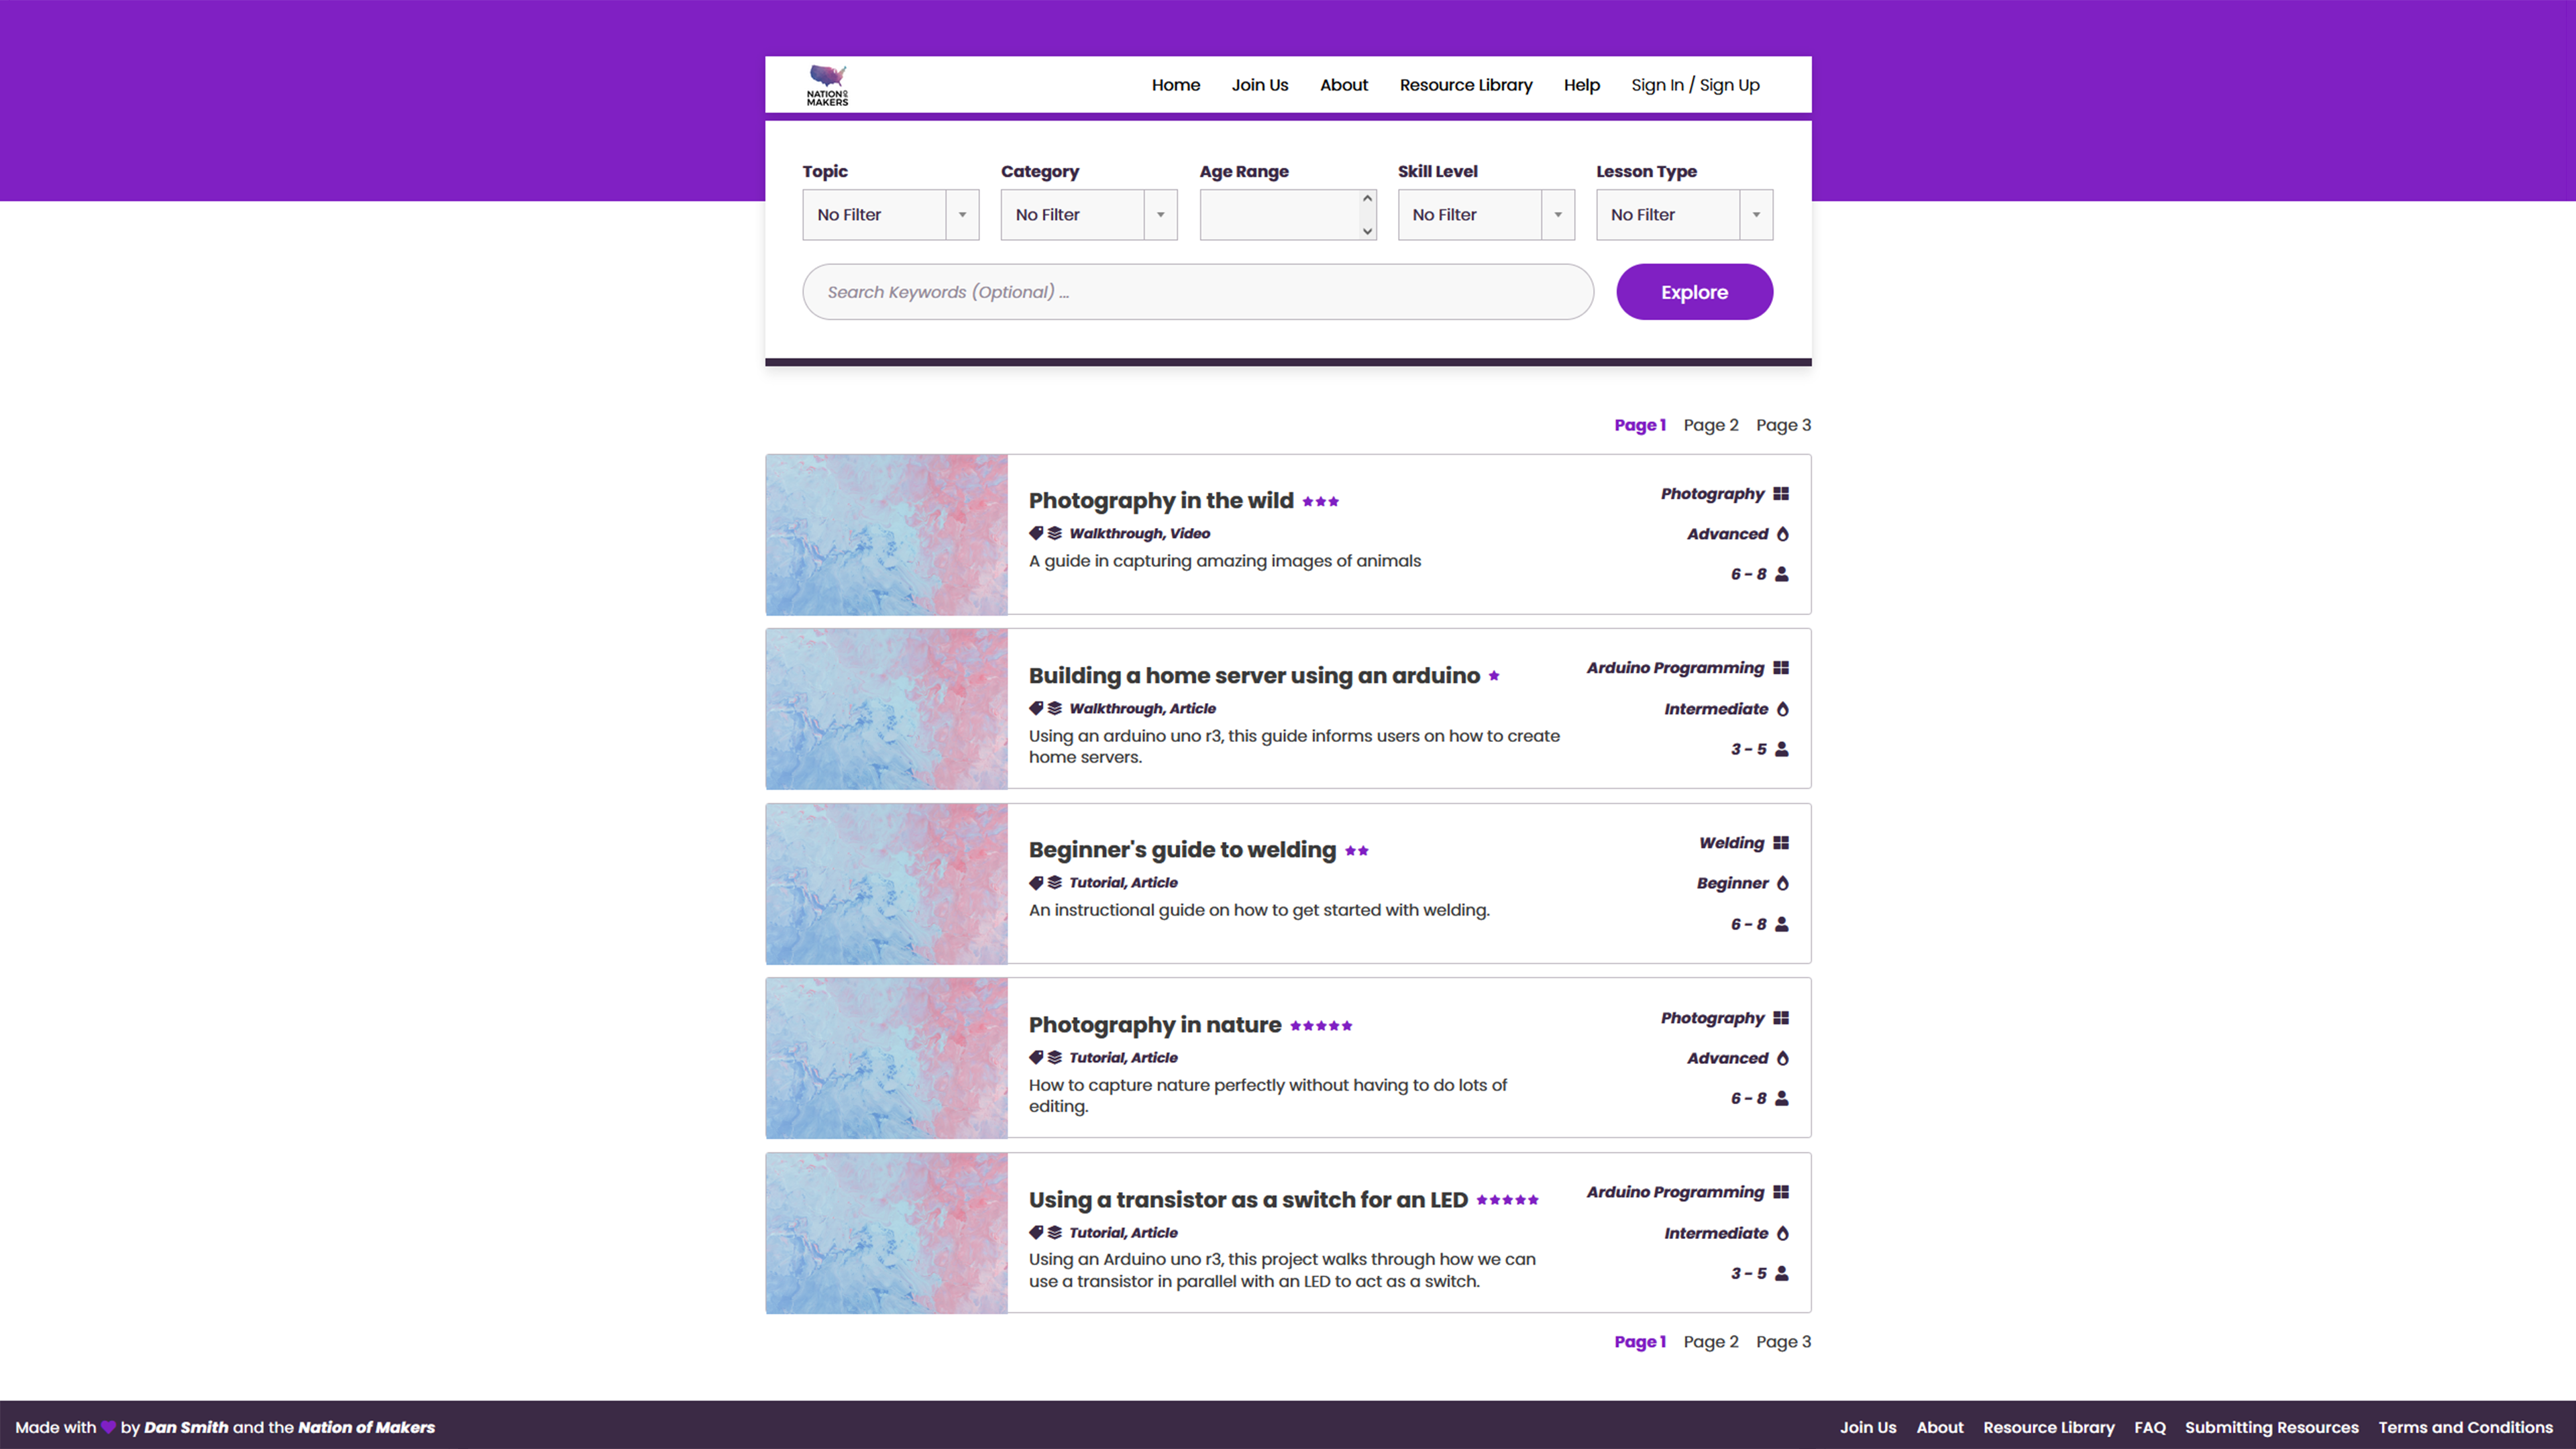 NATION OF
MAKERS
Home Join Us About Resource Library Help Sign In / Sign Up
Topic Category Age Range Skill Level Lesson Type
No Filter No Filter No Filter No Filter
Search Keywords (Optional) ... Explore
Page 1 Page 2 Page 3
Photography in the wild
Photography
Walkthrough, Video
Advanced
A guide in capturing amazing images of animals
6 - 8
Building a home server using an arduino
Arduino Programming
Walkthrough, Article
Intermediate
Using an arduino uno r3, this guide informs users on how to create
home servers.
3 - 5
Beginner's guide to welding
Welding
Tutorial, Article
Beginner
An instructional guide on how to get started with welding.
6 - 8
Photography in nature
Photography
Tutorial, Article
Advanced
How to capture nature perfectly without having to do lots of
editing.
6 - 8
Using a transistor as a switch for an LED
Arduino Programming
Tutorial, Article
Intermediate
Using an Arduino uno r3, this project walks through how we can
use a transistor in parallel with an LED to act as a switch.
3 - 5
Page 1 Page 2 Page 3
Made with 💜 by Dan Smith and the Nation of Makers Join Us About Resource Library FAQ Submitting Resources Terms and Conditions